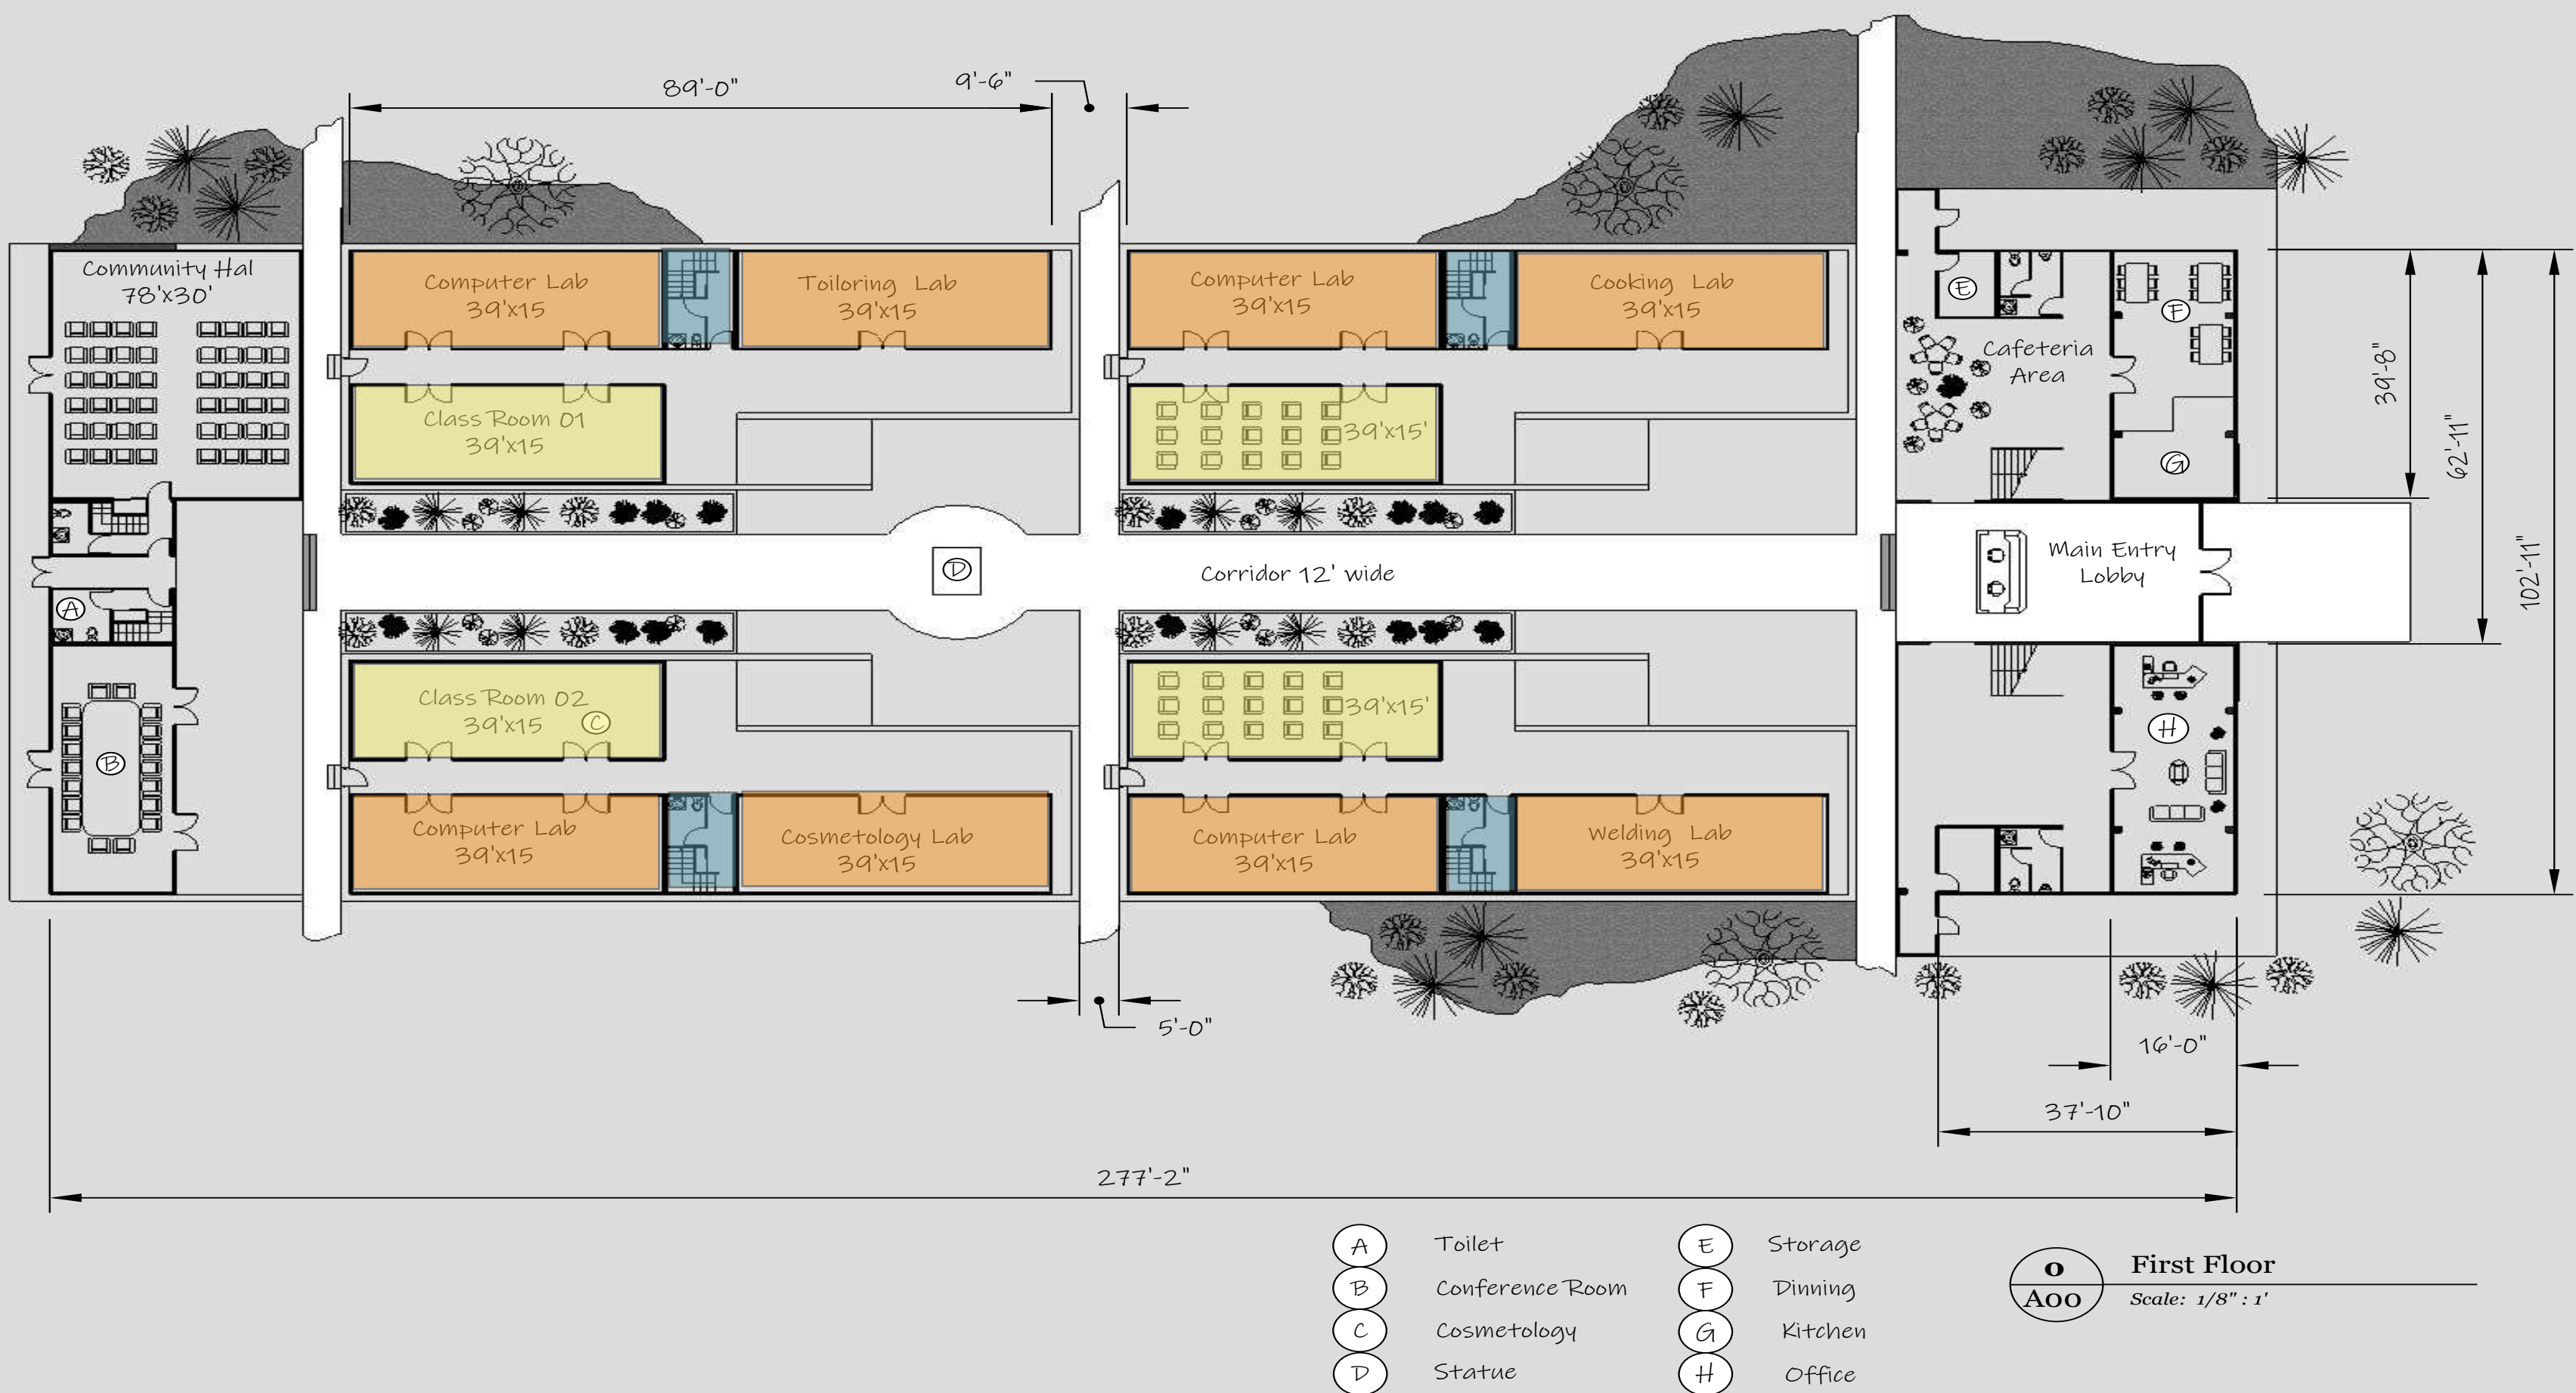 89'-0"
9'-6"
Community Hal
78'x30'
Computer Lab
39'x15
Toiloring Lab
39'x15
Computer Lab
39'x15
Cooking Lab
39'x15
E
F
Cafeteria
Area
39'-8"
62'-11"
102'-11"
Class Room 01
39'x15
39'x15'
G
D
Corridor 12' wide
Main Entry
Lobby
A
Class Room 02
39'x15
C
39'x15'
H
B
Computer Lab
39'x15
Cosmetology Lab
39'x15
Computer Lab
39'x15
Welding Lab
39'x15
5'-0"
16'-0"
37'-10"
277'-2"
A Toilet
B Conference Room
C Cosmetology
D Statue
E Storage
F Dinning
G Kitchen
H Office
0
A00
First Floor
Scale: 1/8" : 1'